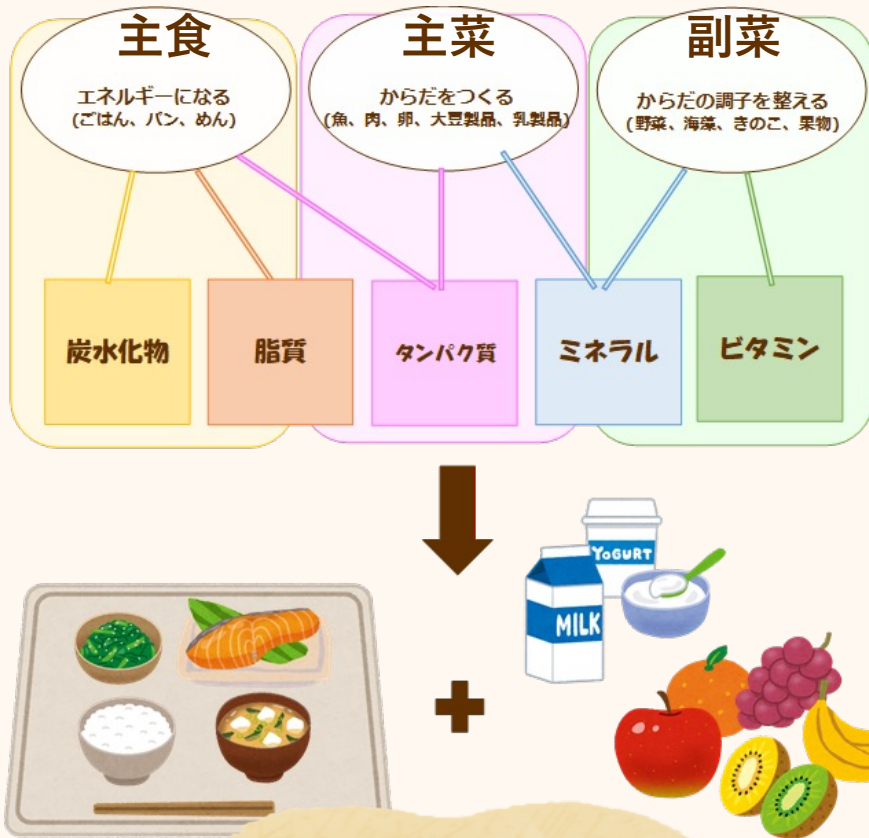 主食
エネルギーになる
(ごはん、パン、めん)
主菜
からだをつくる
(魚、肉、卵、大豆製品、乳製品)
副菜
からだの調子を整える
(野菜、海藻、きのこ、果物)
炭水化物
脂質
タンパク質
ミネラル
ビタミン
YOGURT
MILK